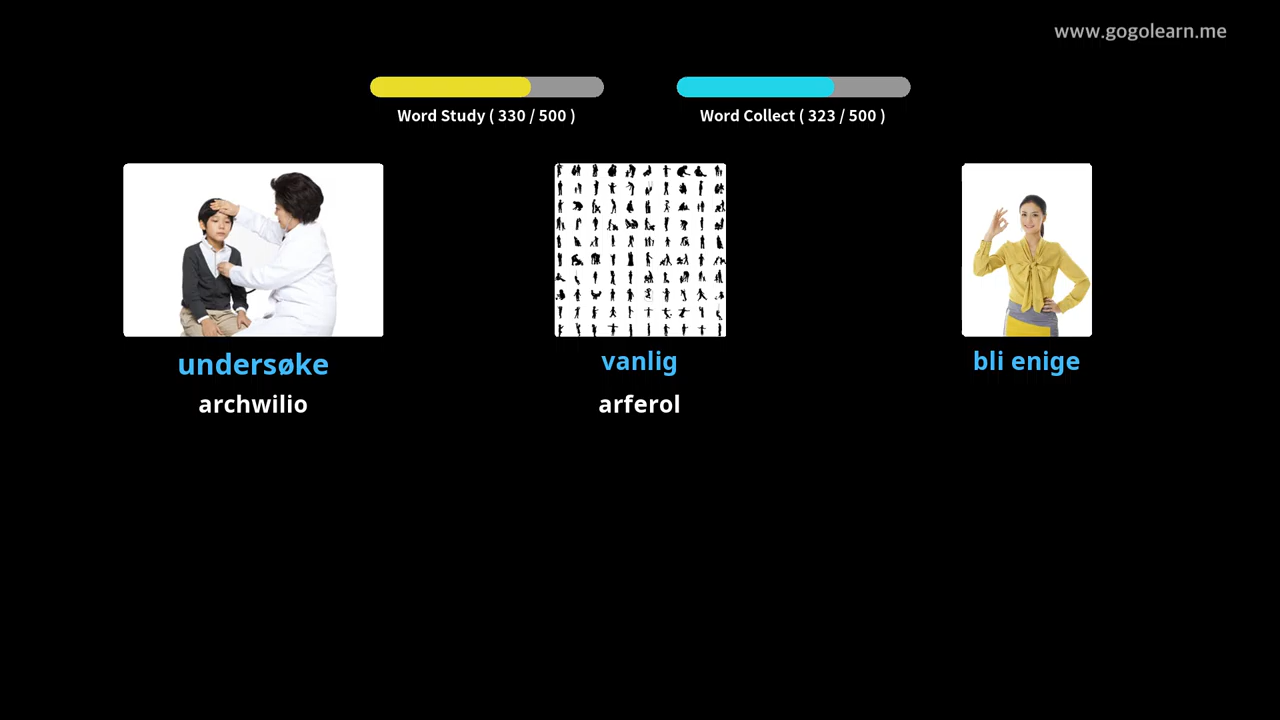 www.gogolearn.me
Word Study ( 330 / 500 )
Word Collect ( 323 / 500 )
undersøke
vanlig
bli enige
archwilio
arferol